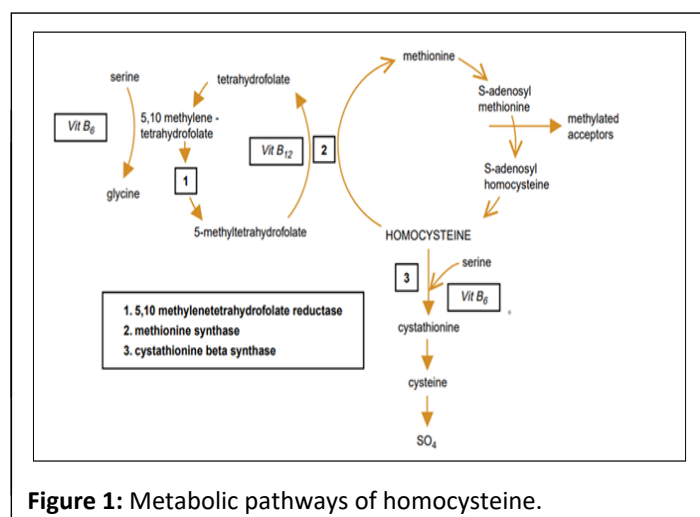 methionine
serine
tetrahydrofolate
S-adenosyl
methionine
Vit B6
5,10 methylene -
tetrahydrofolate
methylated
acceptors
Vit B12
2
1
S-adenosyl
homocysteine
glycine
5-methyltetrahydrofolate
HOMOCYSTEINE
3
serine
Vit B6
1. 5,10 methylenetetrahydrofolate reductase
2. methionine synthase
3. cystathionine beta synthase
cystathionine
cysteine
SO4
Figure 1: Metabolic pathways of homocysteine.